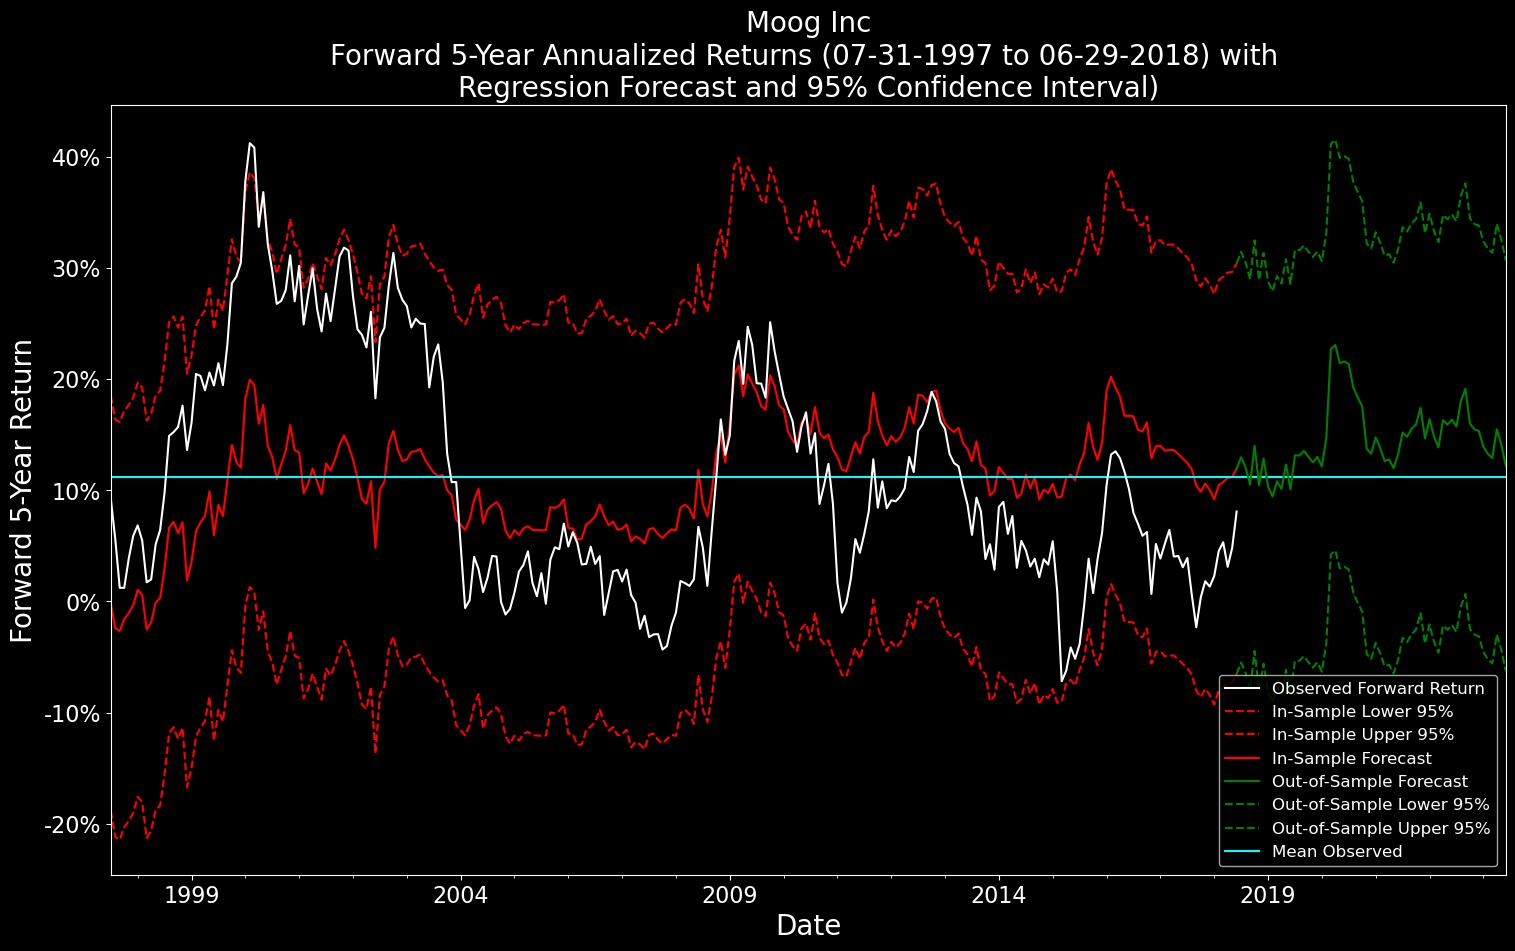 Moog Inc
Forward 5-Year Annualized Returns (07-31-1997 to 06-29-2018) with
Regression Forecast and 95% Confidence Interval)
40%
30%
20%
10%
0%
-10%
-20%
Forward 5-Year Return
1999
2004
2009
2014
2019
Date
Observed Forward Return
In-Sample Lower 95%
In-Sample Upper 95%
In-Sample Forecast
Out-of-Sample Forecast
Out-of-Sample Lower 95%
Out-of-Sample Upper 95%
Mean Observed